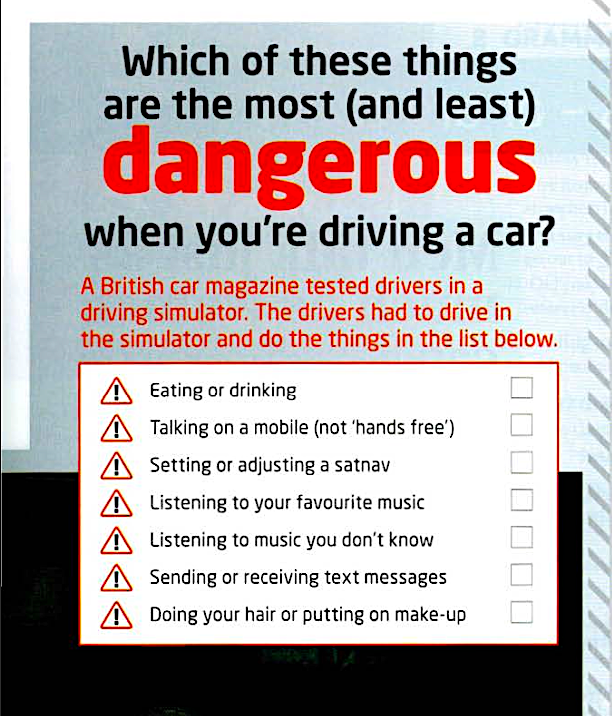 Which of these things
are the most (and least)
dangerous
when you're driving a car?
A British car magazine tested drivers in a
driving simulator. The drivers had to drive in
the simulator and do the things in the list below.
Eating or drinking
Talking on a mobile (not 'hands free')
Setting or adjusting a satnav
Listening to your favourite music
Listening to music you don't know
Sending or receiving text messages
Doing your hair or putting on make-up